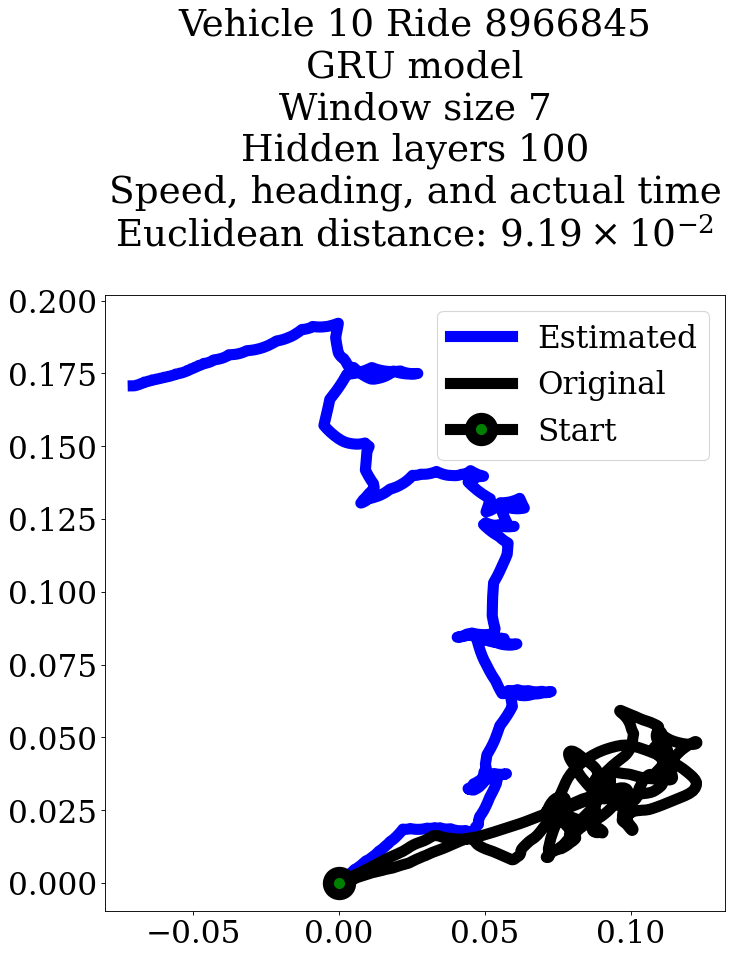 Vehicle 10 Ride 8966845
GRU model
Window size 7
Hidden layers 100
Speed, heading, and actual time
Euclidean distance: 9.19 × 10⁻²
0.200
0.175
0.150
0.125
0.100
0.075
0.050
0.025
0.000
Estimated
Original
Start
−0.05
0.00
0.05
0.10